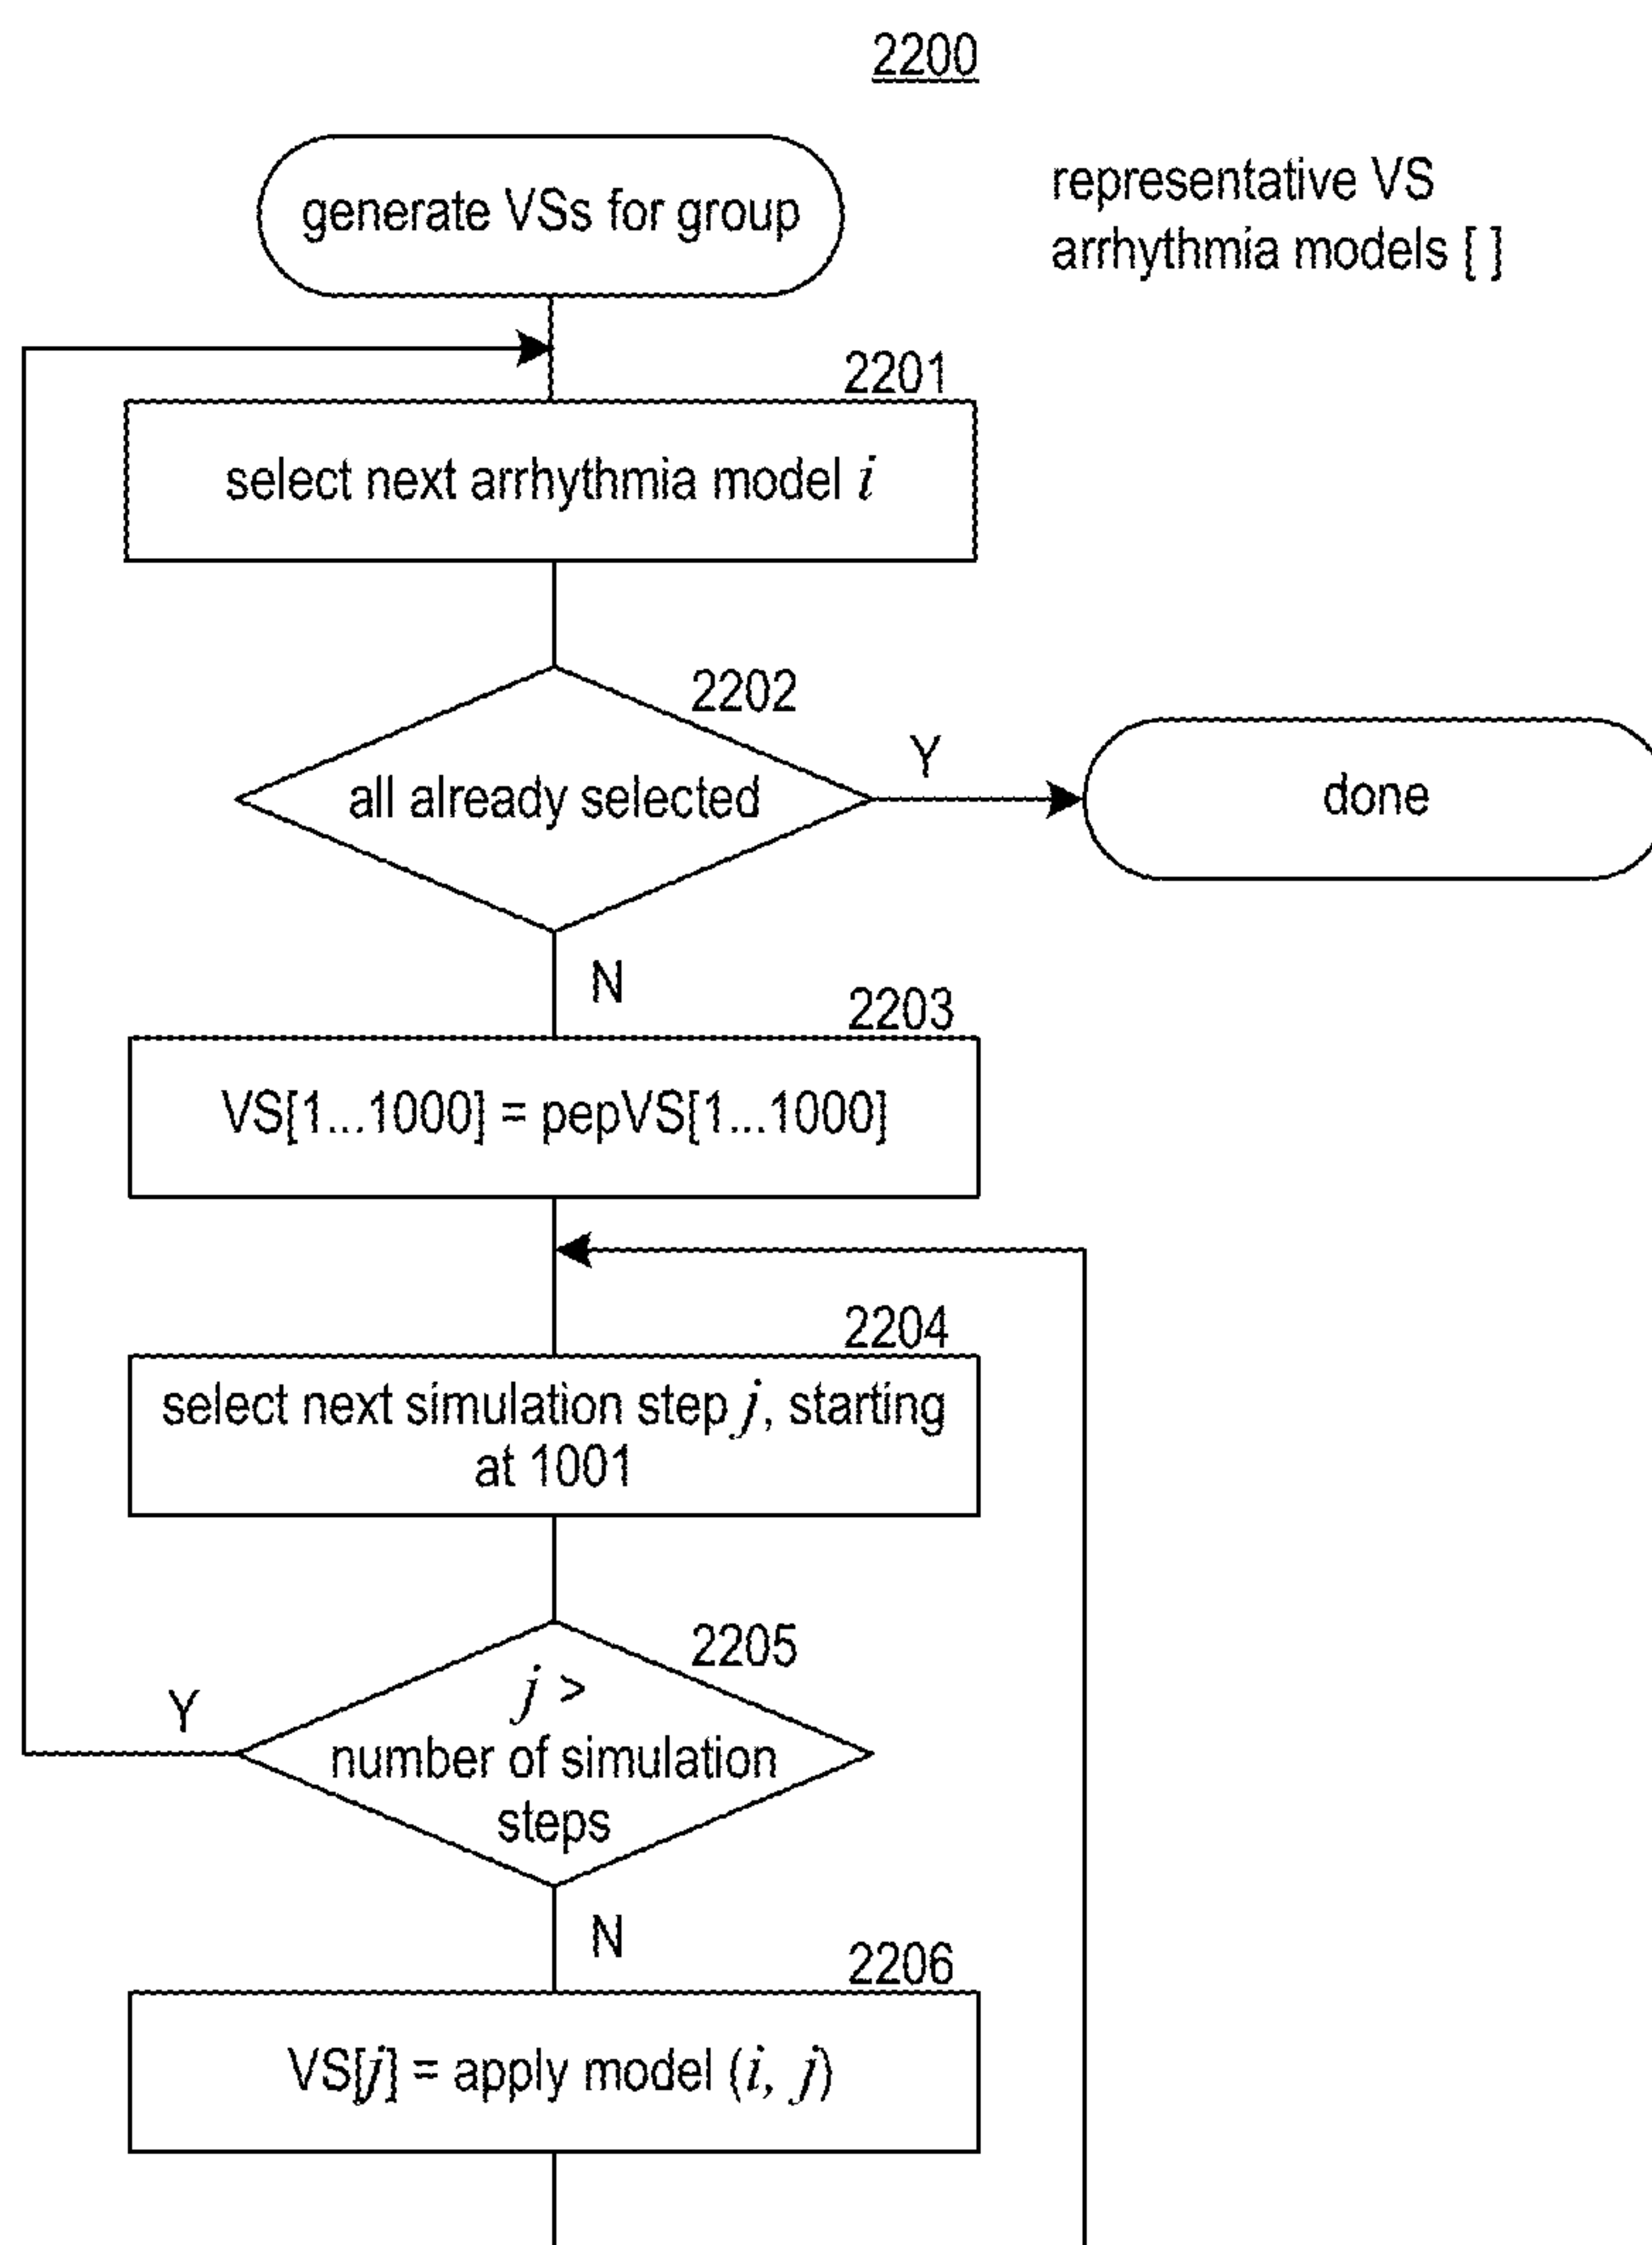 2200
generate VSs for group
representative VS
arrhythmia models [ ]
2201
select next arrhythmia model i
2202
all already selected
Y
done
N
2203
VS[1...1000] = pepVS[1...1000]
2204
select next simulation step j, starting
at 1001
2205
j >
number of simulation
steps
Y
N
2206
VS[j] = apply model (i, j)